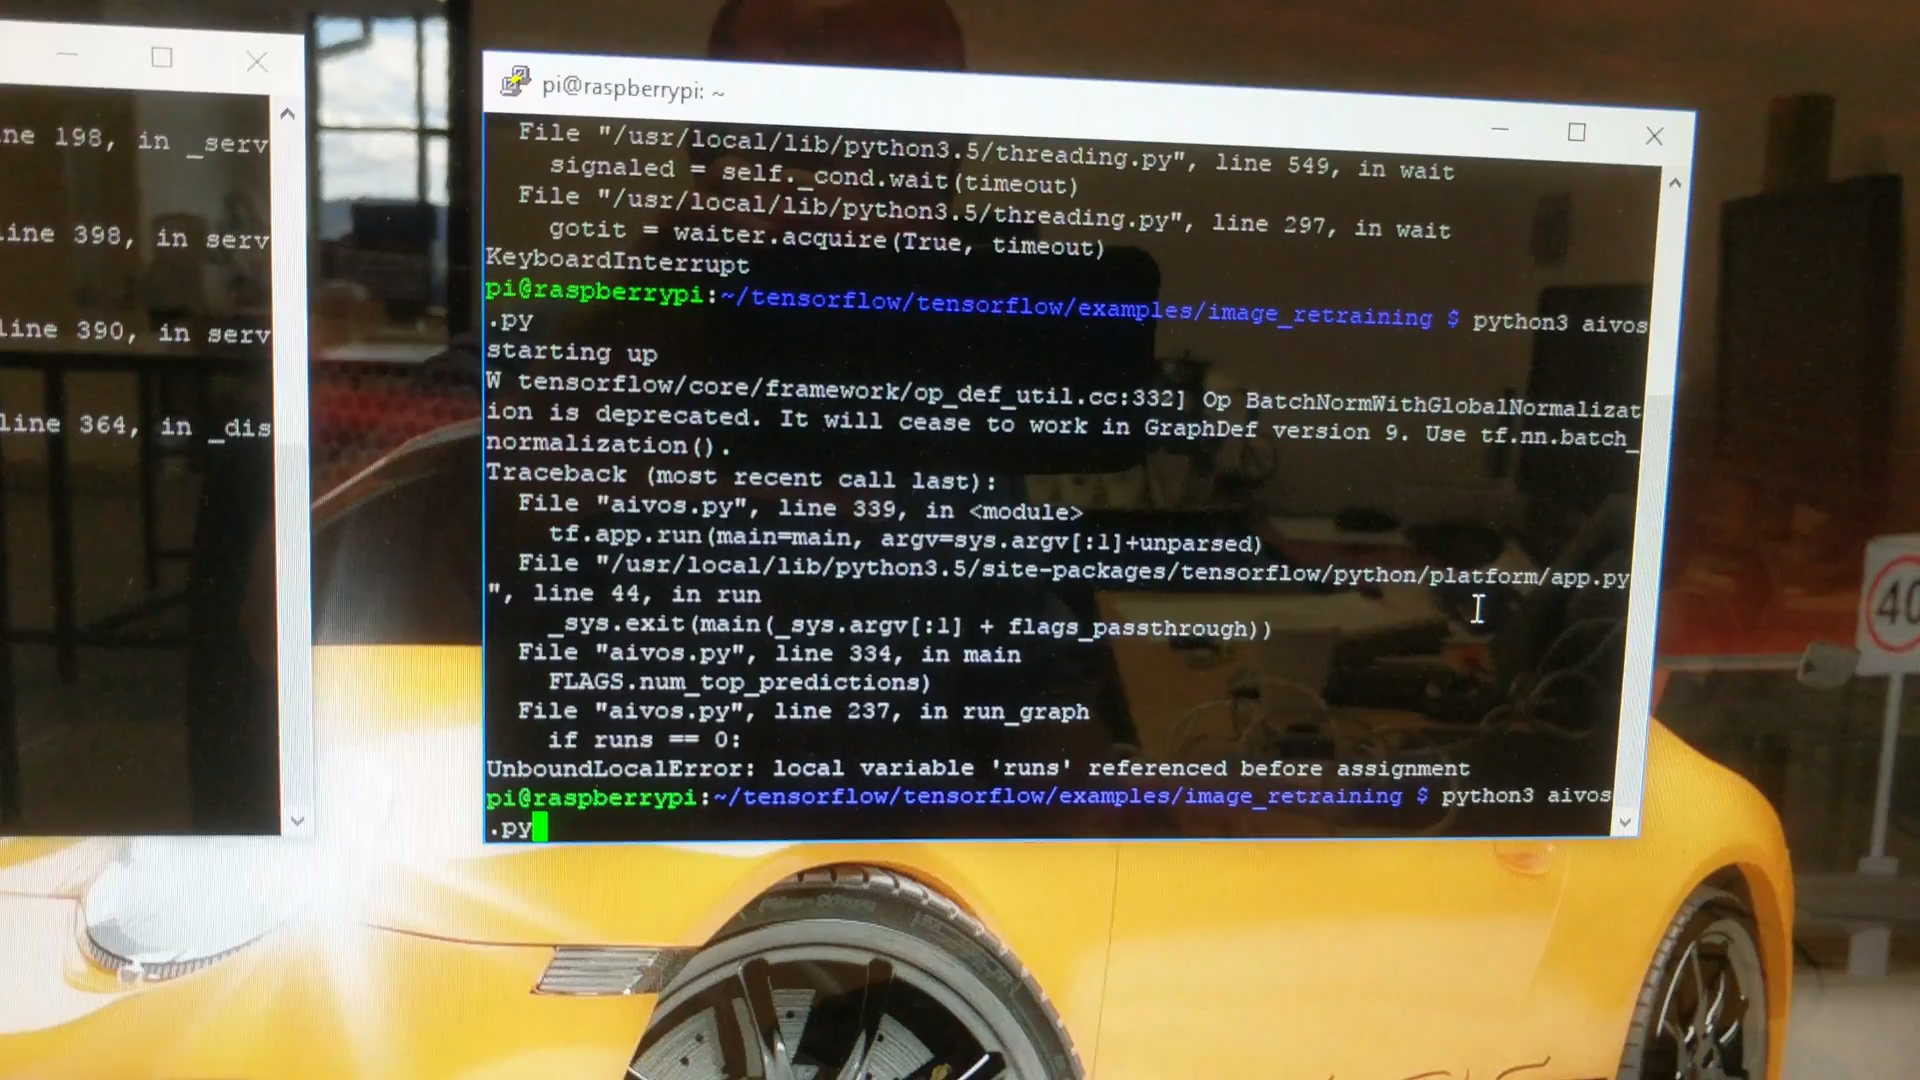 ne 198, in _serv
line 398, in serv
line 390, in serv
line 364, in _dis
pi@raspberrypi: ~
File "/usr/local/lib/python3.5/threading.py", line 549, in wait
signaled = self._cond.wait(timeout)
File "/usr/local/lib/python3.5/threading.py", line 297, in wait
gotit = waiter.acquire(True, timeout)
KeyboardInterrupt
pi@raspberrypi:~/tensorflow/tensorflow/examples/image_retraining $ python3 aivos
.py
starting up
W tensorflow/core/framework/op_def_util.cc:332] Op BatchNormWithGlobalNormalizat
ion is deprecated. It will cease to work in GraphDef version 9. Use tf.nn.batch_
normalization().
Traceback (most recent call last):
File "aivos.py", line 339, in <module>
tf.app.run(main=main, argv=sys.argv[:1]+unparsed)
File "/usr/local/lib/python3.5/site-packages/tensorflow/python/platform/app.py
", line 44, in run
_sys.exit(main(_sys.argv[:1] + flags_passthrough))
File "aivos.py", line 334, in main
FLAGS.num_top_predictions)
File "aivos.py", line 237, in run_graph
if runs == 0:
UnboundLocalError: local variable 'runs' referenced before assignment
pi@raspberrypi:~/tensorflow/tensorflow/examples/image_retraining $ python3 aivos
.py
40